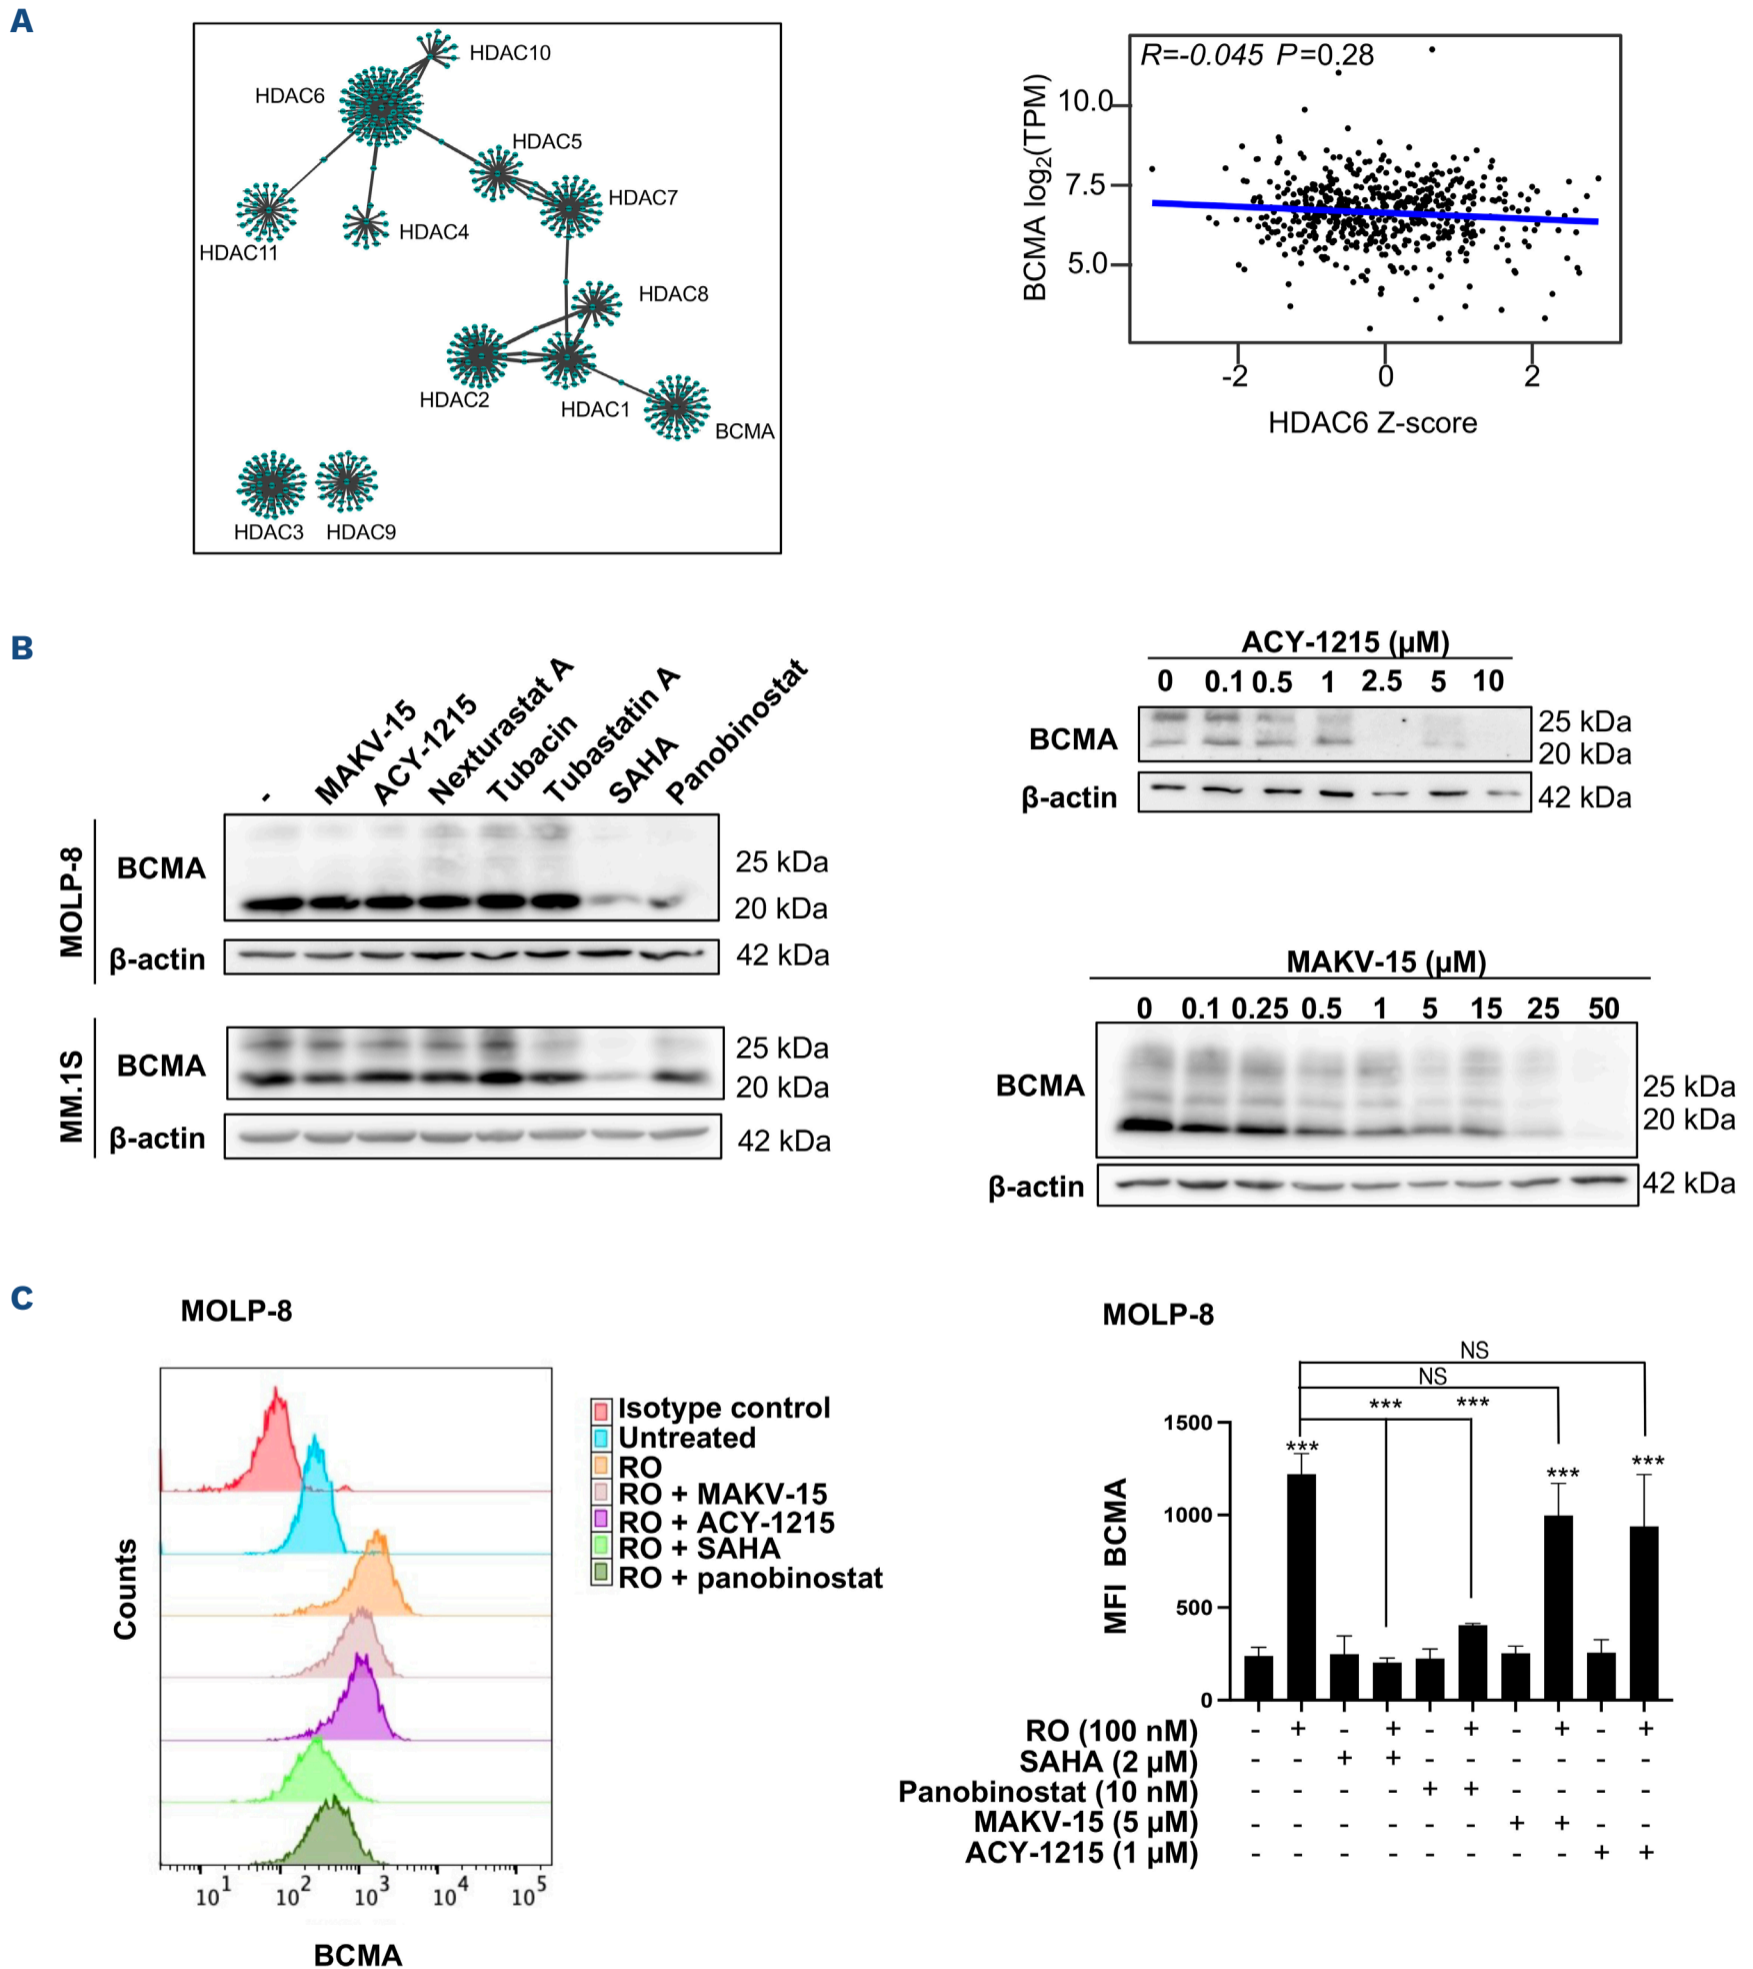 A
HDAC10
HDAC6
HDAC5
HDAC7
HDAC4
HDAC11
HDAC8
HDAC2
HDAC1
BCMA
HDAC3 HDAC9
R=-0.045 P=0.28
BCMA log2(TPM)
10.0
7.5
5.0
-2 0 2
HDAC6 Z-score
B
- MAKV-15 ACY-1215 Nexturastat A Tubacin Tubastatin A SAHA Panobinostat
MOLP-8
BCMA
25 kDa
20 kDa
β-actin
42 kDa
MM.1S
BCMA
25 kDa
20 kDa
β-actin
42 kDa
ACY-1215 (μM)
0 0.1 0.5 1 2.5 5 10
BCMA
25 kDa
20 kDa
β-actin
42 kDa
MAKV-15 (μM)
0 0.1 0.25 0.5 1 5 15 25 50
BCMA
25 kDa
20 kDa
β-actin
42 kDa
C
MOLP-8
Counts
Isotype control
Untreated
RO
RO + MAKV-15
RO + ACY-1215
RO + SAHA
RO + panobinostat
10^1 10^2 10^3 10^4 10^5
BCMA
MOLP-8
NS
NS
*** ***
***
***
***
MFI BCMA
1500
1000
500
0
RO (100 nM) - + - + - + - + - +
SAHA (2 μM) - - + + - - - - - -
Panobinostat (10 nM) - - - - + + - - - -
MAKV-15 (5 μM) - - - - - - + + - -
ACY-1215 (1 μM) - - - - - - - - + +